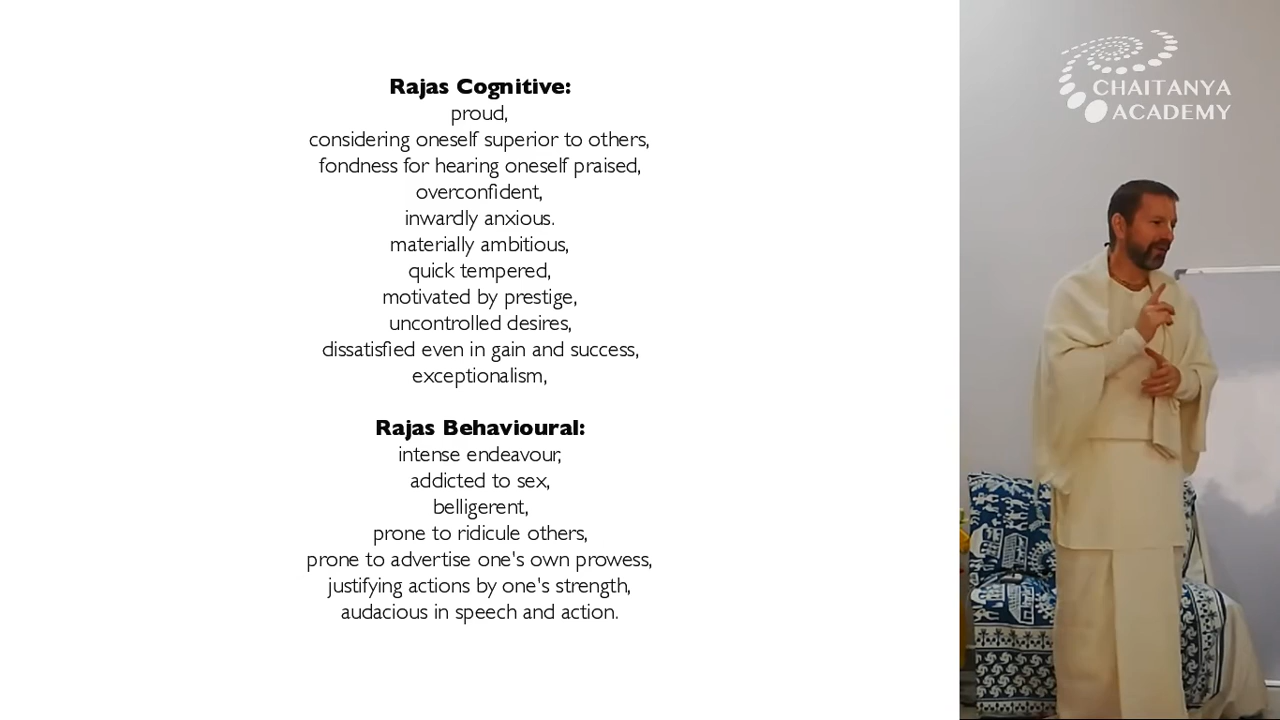 Rajas Cognitive:
proud,
considering oneself superior to others,
fondness for hearing oneself praised,
overconfident,
inwardly anxious.
materially ambitious,
quick tempered,
motivated by prestige,
uncontrolled desires,
dissatisfied even in gain and success,
exceptionalism,
Rajas Behavioural:
intense endeavour,
addicted to sex,
belligerent,
prone to ridicule others,
prone to advertise one's own prowess,
justifying actions by one's strength,
audacious in speech and action.
CHAITANYA
ACADEMY